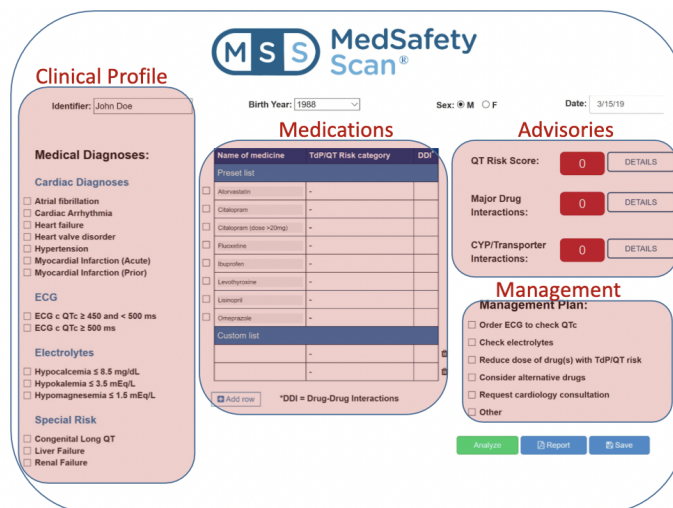 MSS MedSafety
Scan®
Clinical Profile
Identifier: John Doe
Birth Year: 1988
Sex: M F
Date: 3/15/19
Medical Diagnoses:
Cardiac Diagnoses
Atrial fibrillation
Cardiac Arrhythmia
Heart failure
Heart valve disorder
Hypertension
Myocardial Infarction (Acute)
Myocardial Infarction (Prior)
ECG
ECG c QTc ≥ 450 and < 500 ms
ECG c QTc ≥ 500 ms
Electrolytes
Hypocalcemia ≤ 8.5 mg/dL
Hypokalemia ≤ 3.5 mEq/L
Hypomagnesemia ≤ 1.5 mEq/L
Special Risk
Congenital Long QT
Liver Failure
Renal Failure
Medications
Name of medicine TdP/QT Risk category DDI*
Preset list
Atorvastatin -
Citalopram -
Citalopram (dose >20mg) -
Fluoxetine -
Ibuprofen -
Levothyroxine -
Lisinopril -
Omeprazole -
Custom list
-
-
Add row *DDI = Drug-Drug Interactions
Advisories
QT Risk Score: 0 DETAILS
Major Drug
Interactions: 0 DETAILS
CYP/Transporter
Interactions: 0 DETAILS
Management
Management Plan:
Order ECG to check QTc
Check electrolytes
Reduce dose of drug(s) with TdP/QT risk
Consider alternative drugs
Request cardiology consultation
Other
Analyze Report Save